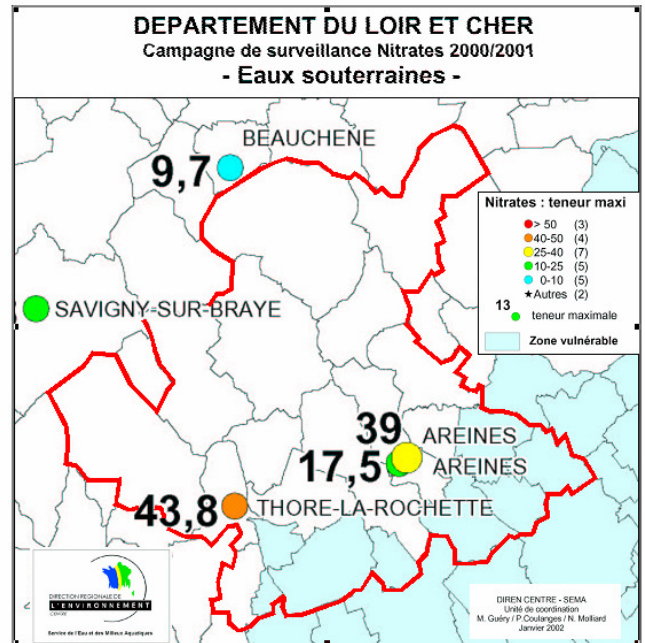 DEPARTEMENT DU LOIR ET CHER
Campagne de surveillance Nitrates 2000/2001
- Eaux souterraines -
BEAUCHENE
9,7
Nitrates : teneur maxi
> 50 (3)
40-50 (4)
25-40 (7)
10-25 (5)
0-10 (5)
★Autres (2)
13
teneur maximale
Zone vulnérable
SAVIGNY-SUR-BRAYE
39
AREINES
17,5
AREINES
43,8
THORE-LA-ROCHETTE
DIRECTION REGIONALE DE
L'ENVIRONNEMENT
CENTRE
Service de l'Eau et des Milieux Aquatiques
DIREN CENTRE - SEMA
Unité de coordination
M. Guéry / P.Coulanges / N. Molliard
Janvier 2002